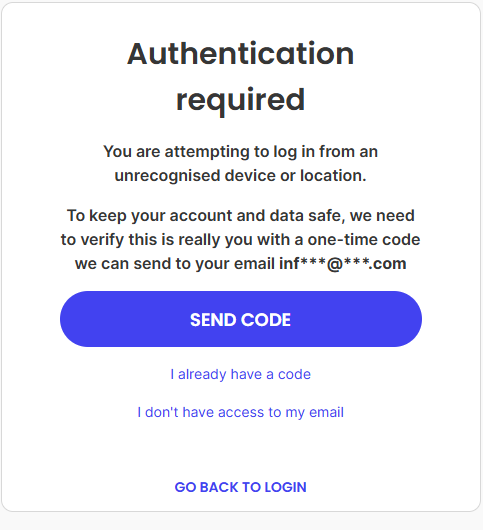 Authentication
required
You are attempting to log in from an
unrecognised device or location.
To keep your account and data safe, we need
to verify this is really you with a one-time code
we can send to your email inf***@***.com
SEND CODE
I already have a code
I don't have access to my email
GO BACK TO LOGIN